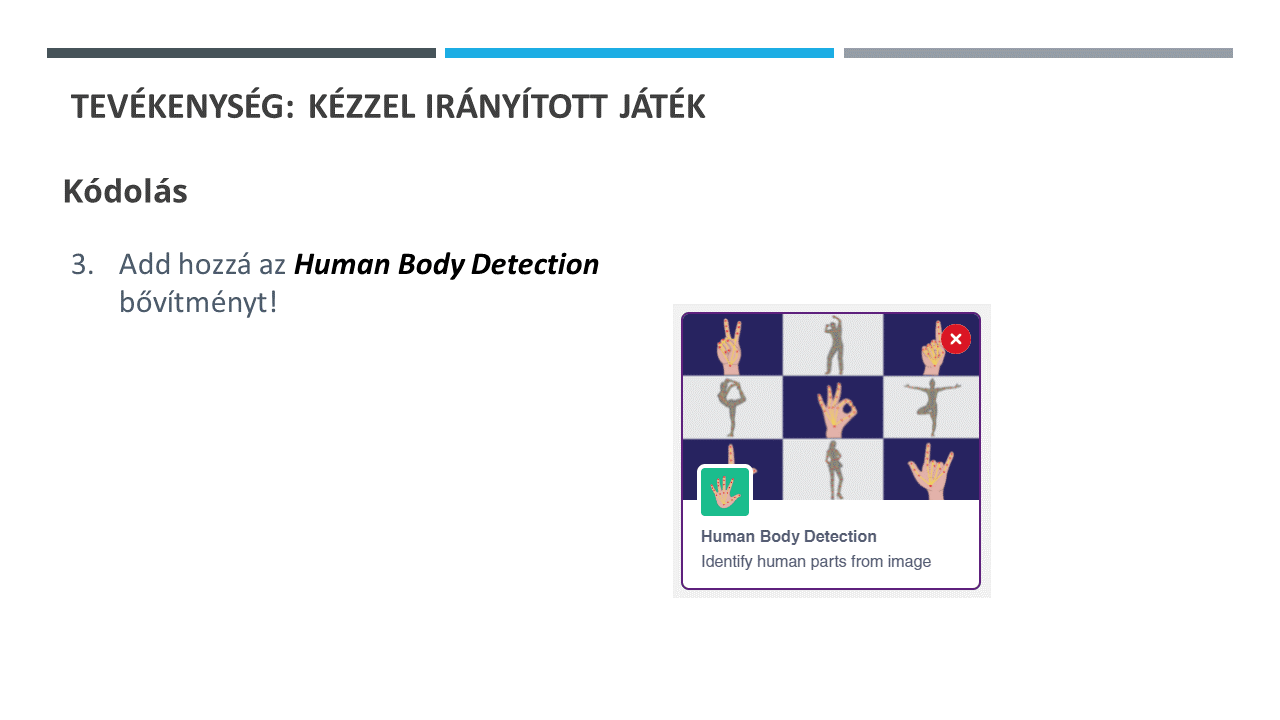 TEVÉKENYSÉG: KÉZZEL IRÁNYÍTOTT JÁTÉK
Kódolás
3. Add hozzá az Human Body Detection
bővítményt!
Human Body Detection
Identify human parts from image